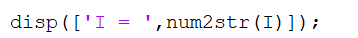 disp(['I = ',num2str(I)]);